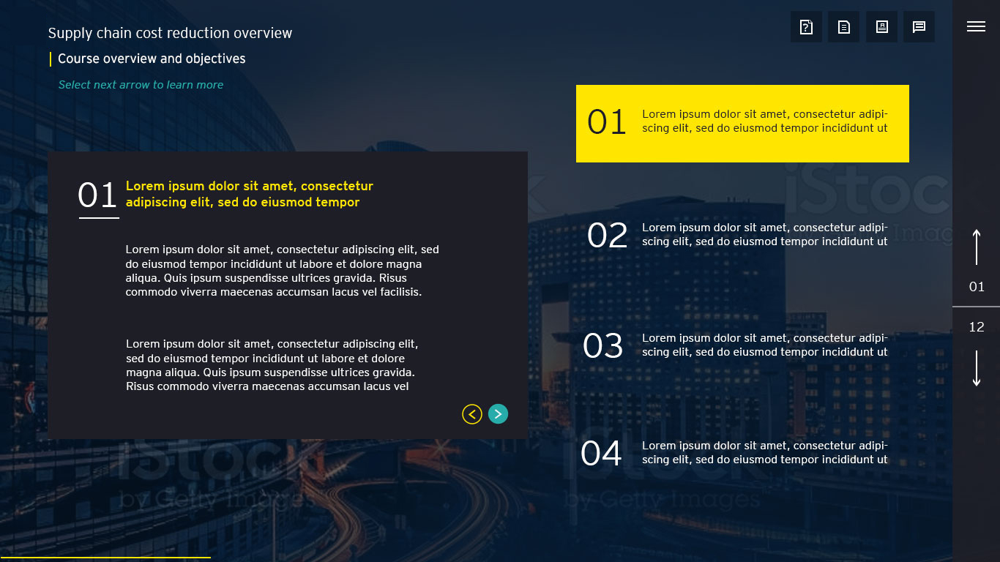 Supply chain cost reduction overview
Course overview and objectives
Select next arrow to learn more
01
Lorem ipsum dolor sit amet, consectetur
adipiscing elit, sed do eiusmod tempor
Lorem ipsum dolor sit amet, consectetur adipiscing elit, sed
do eiusmod tempor incididunt ut labore et dolore magna
aliqua. Quis ipsum suspendisse ultrices gravida. Risus
commodo viverra maecenas accumsan lacus vel facilisis.
Lorem ipsum dolor sit amet, consectetur adipiscing elit,
sed do eiusmod tempor incididunt ut labore et dolore
magna aliqua. Quis ipsum suspendisse ultrices gravida.
Risus commodo viverra maecenas accumsan lacus vel
01
Lorem ipsum dolor sit amet, consectetur adipi-
scing elit, sed do eiusmod tempor incididunt ut
02
Lorem ipsum dolor sit amet, consectetur adipi-
scing elit, sed do eiusmod tempor incididunt ut
03
Lorem ipsum dolor sit amet, consectetur adipi-
scing elit, sed do eiusmod tempor incididunt ut
04
Lorem ipsum dolor sit amet, consectetur adipi-
scing elit, sed do eiusmod tempor incididunt ut
01
12
iStock
iStock
by Getty Images™
iStock
by Getty Images™